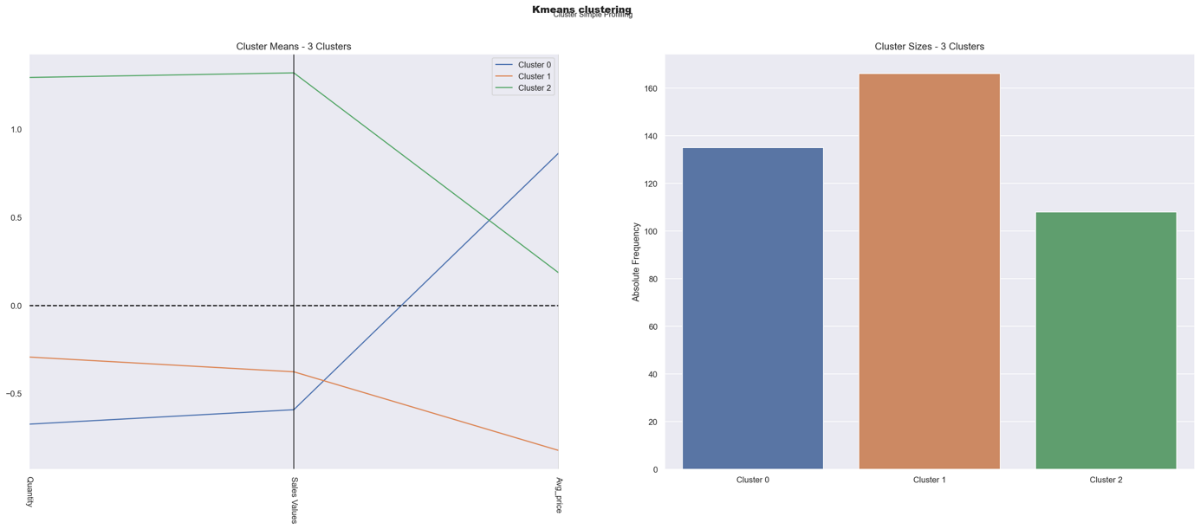 Kmeans clustering
Cluster Simple Profiling
Cluster Means - 3 Clusters
Cluster 0
Cluster 1
Cluster 2
1.0
0.5
0.0
−0.5
Quantity
Sales Values
Avg_price
Cluster Sizes - 3 Clusters
Absolute Frequency
160
140
120
100
80
60
40
20
0
Cluster 0
Cluster 1
Cluster 2